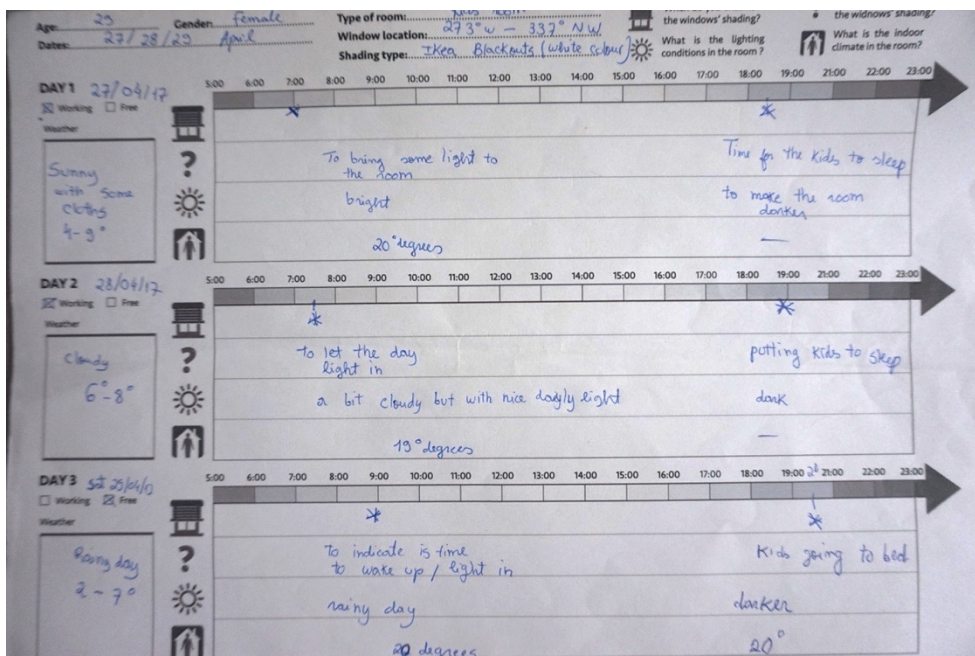 Age: 29 Gender: female Type of room: Kids room the windows' shading? the widnows' shading?
Dates: 27/28/29 April Window location: 273° W – 337° NW What is the lighting conditions in the room ? What is the indoor climate in the room?
Shading type: Ikea Blackouts (white colour)
DAY 1 27/04/17
5:00 6:00 7:00 8:00 9:00 10:00 11:00 12:00 13:00 14:00 15:00 16:00 17:00 18:00 19:00 20:00 22:00 23:00
Working Free
Weather
Sunny
with some
4-9°
? To bring some light to
the room
Time for the kids to sleep
bright
to make the room
darker
20° degrees —
DAY 2 28/04/17
5:00 6:00 7:00 8:00 9:00 10:00 11:00 12:00 13:00 14:00 15:00 16:00 17:00 18:00 19:00 21:00 22:00 23:00
Working Free
Weather
Cloudy
6°-8°
? to let the day
light in
putting kids to sleep
a bit cloudy but with nice light
dark
19° degrees —
DAY 3 Sat
5:00 6:00 7:00 8:00 9:00 10:00 11:00 12:00 13:00 14:00 15:00 16:00 17:00 18:00 19:00 21:00 22:00 23:00
Working Free
Weather
day
2-7°
? To indicate is time
to wake up / light in
Kids going to bed
rainy day
darker
20 degrees 20°